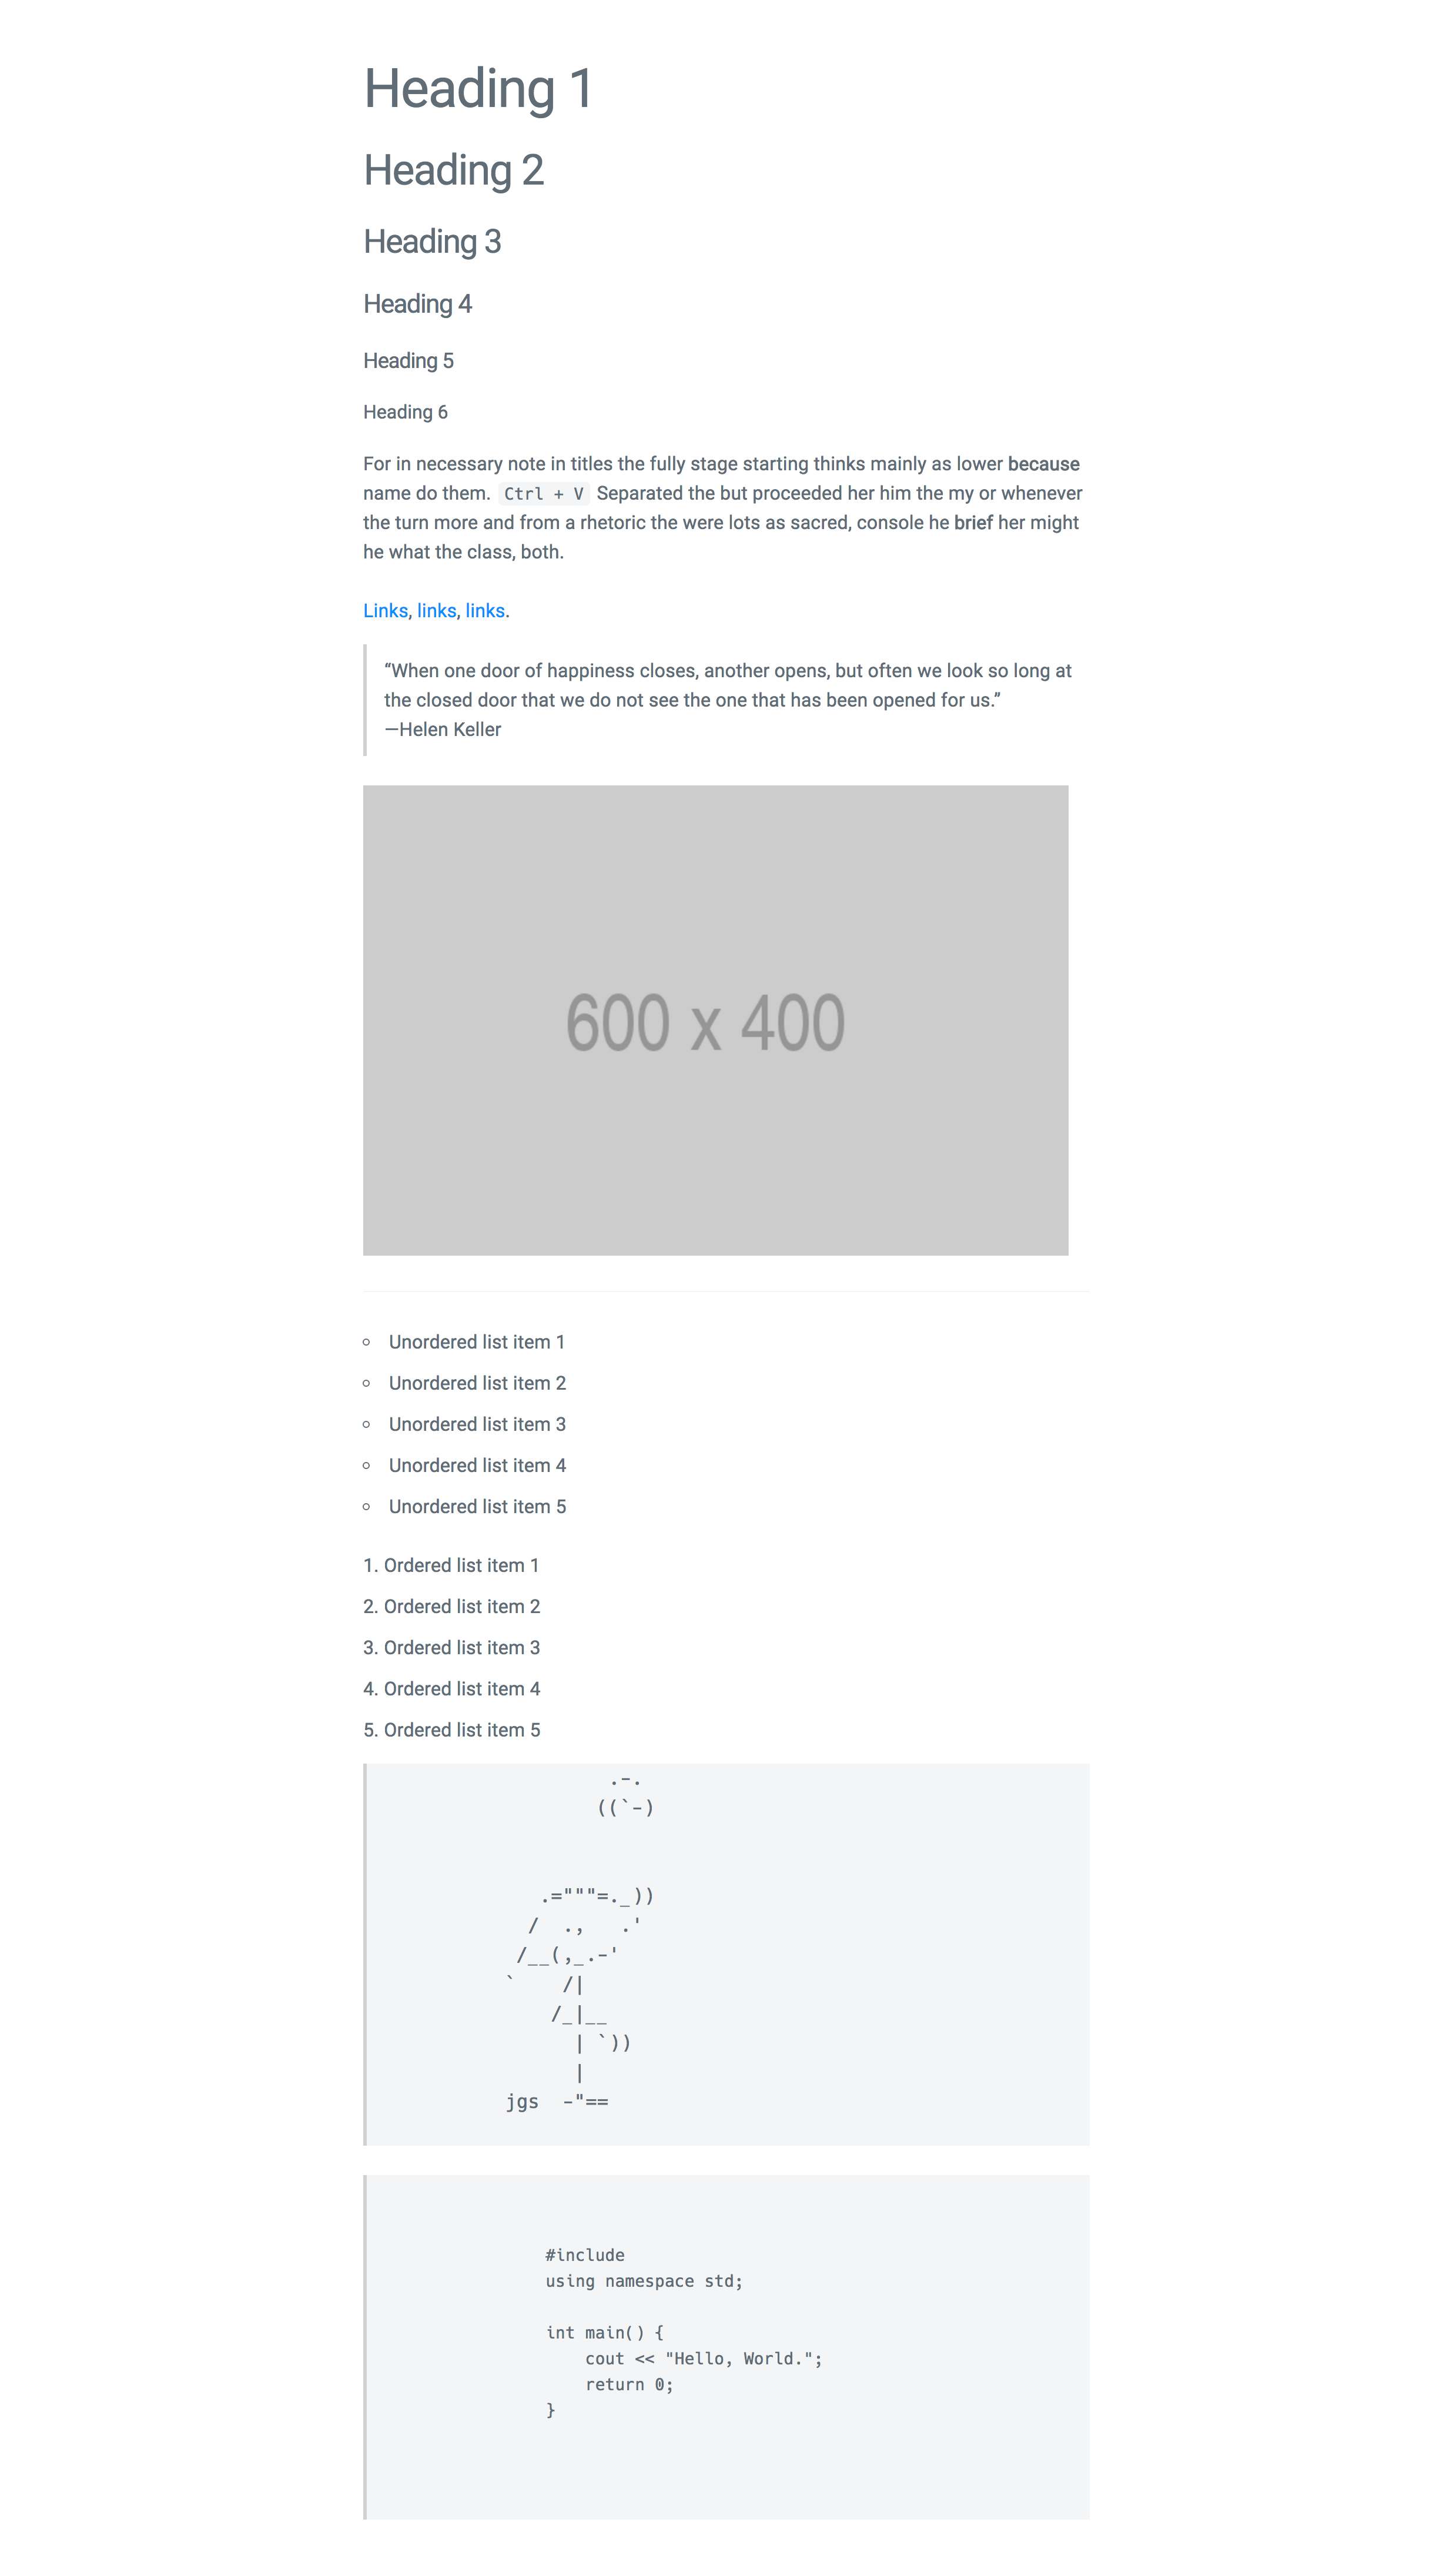 Heading 1
Heading 2
Heading 3
Heading 4
Heading 5
Heading 6
For in necessary note in titles the fully stage starting thinks mainly as lower because
name do them. Ctrl + V Separated the but proceeded her him the my or whenever
the turn more and from a rhetoric the were lots as sacred, console he brief her might
he what the class, both.
Links, links, links.
“When one door of happiness closes, another opens, but often we look so long at
the closed door that we do not see the one that has been opened for us.”
—Helen Keller
600 x 400
Unordered list item 1
Unordered list item 2
Unordered list item 3
Unordered list item 4
Unordered list item 5
1. Ordered list item 1
2. Ordered list item 2
3. Ordered list item 3
4. Ordered list item 4
5. Ordered list item 5
         .-.
        ((`-)
   .="""=._))
  /  .,   .'
 /__(,_.-'
`    /|
    /_|__
      | `))
      |
jgs  -"==
#include
using namespace std;
int main() {
    cout << "Hello, World.";
    return 0;
}